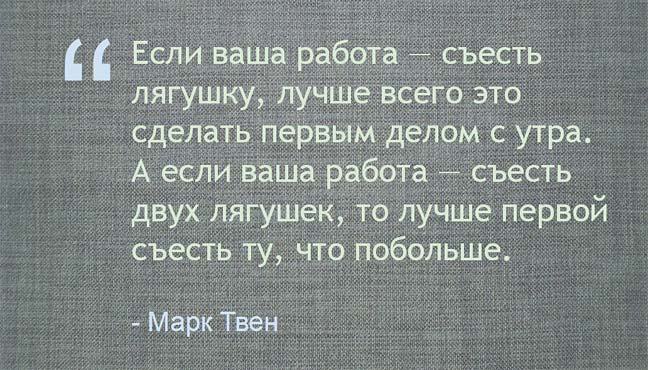 “
Если ваша работа — съесть
лягушку, лучше всего это
сделать первым делом с утра.
А если ваша работа — съесть
двух лягушек, то лучше первой
съесть ту, что побольше.
- Марк Твен